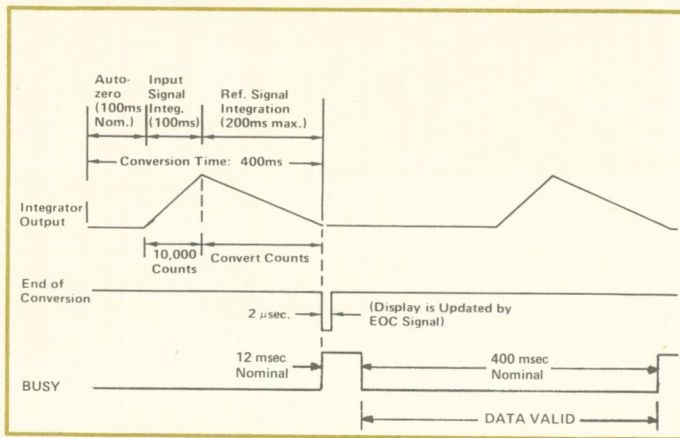 Auto-
zero
(100ms
Nom.)
Input
Signal
Integ.
(100ms)
Ref. Signal
Integration
(200ms max.)
Conversion Time: 400ms
Integrator
Output
10,000
Counts
Convert Counts
End of
Conversion
2 μsec.
(Display is Updated by
EOC Signal)
12 msec
Nominal
400 msec
Nominal
BUSY
DATA VALID